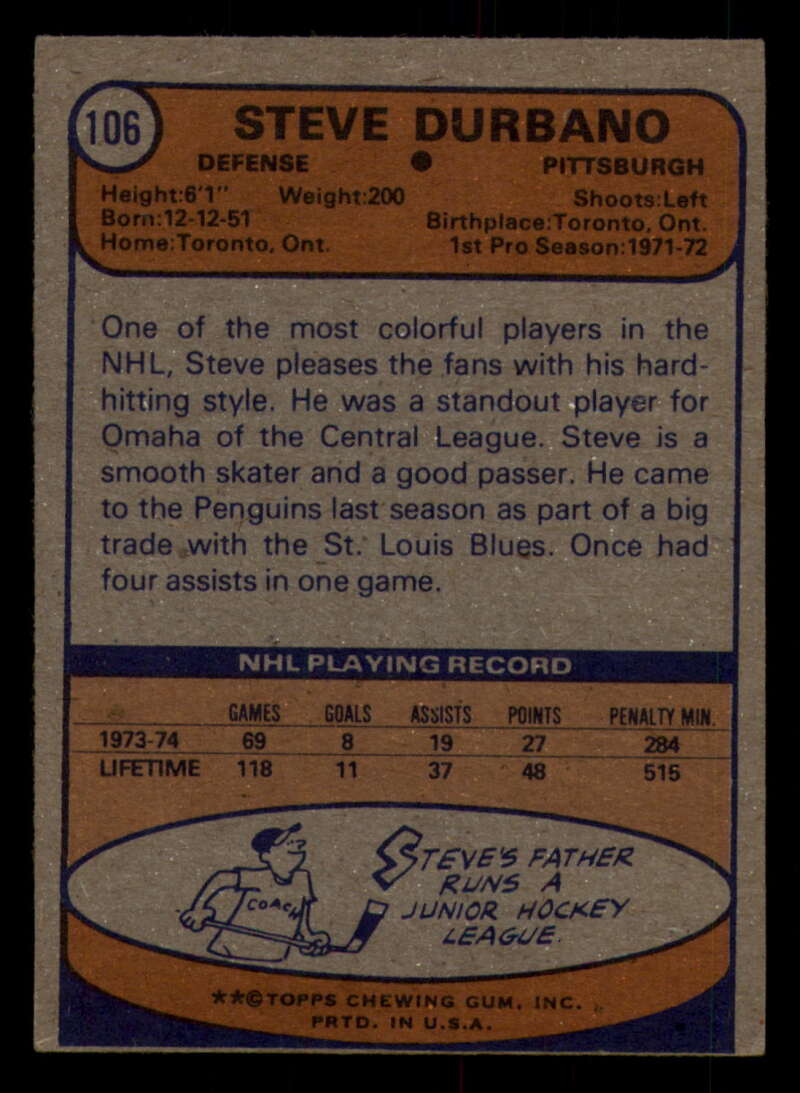 106
STEVE DURBANO
DEFENSE ● PITTSBURGH
Height:6'1" Weight:200 Shoots:Left
Born:12-12-51 Birthplace:Toronto, Ont.
Home:Toronto, Ont. 1st Pro Season:1971-72
One of the most colorful players in the
NHL, Steve pleases the fans with his hard-
hitting style. He was a standout player for
Omaha of the Central League. Steve is a
smooth skater and a good passer. He came
to the Penguins last season as part of a big
trade with the St. Louis Blues. Once had
four assists in one game.
NHL PLAYING RECORD
GAMES GOALS ASSISTS POINTS PENALTY MIN.
1973-74 69 8 19 27 284
LIFETIME 118 11 37 48 515
COACH
STEVE'S FATHER
RUNS A
JUNIOR HOCKEY
LEAGUE.
**©TOPPS CHEWING GUM, INC.
PRTD. IN U.S.A.